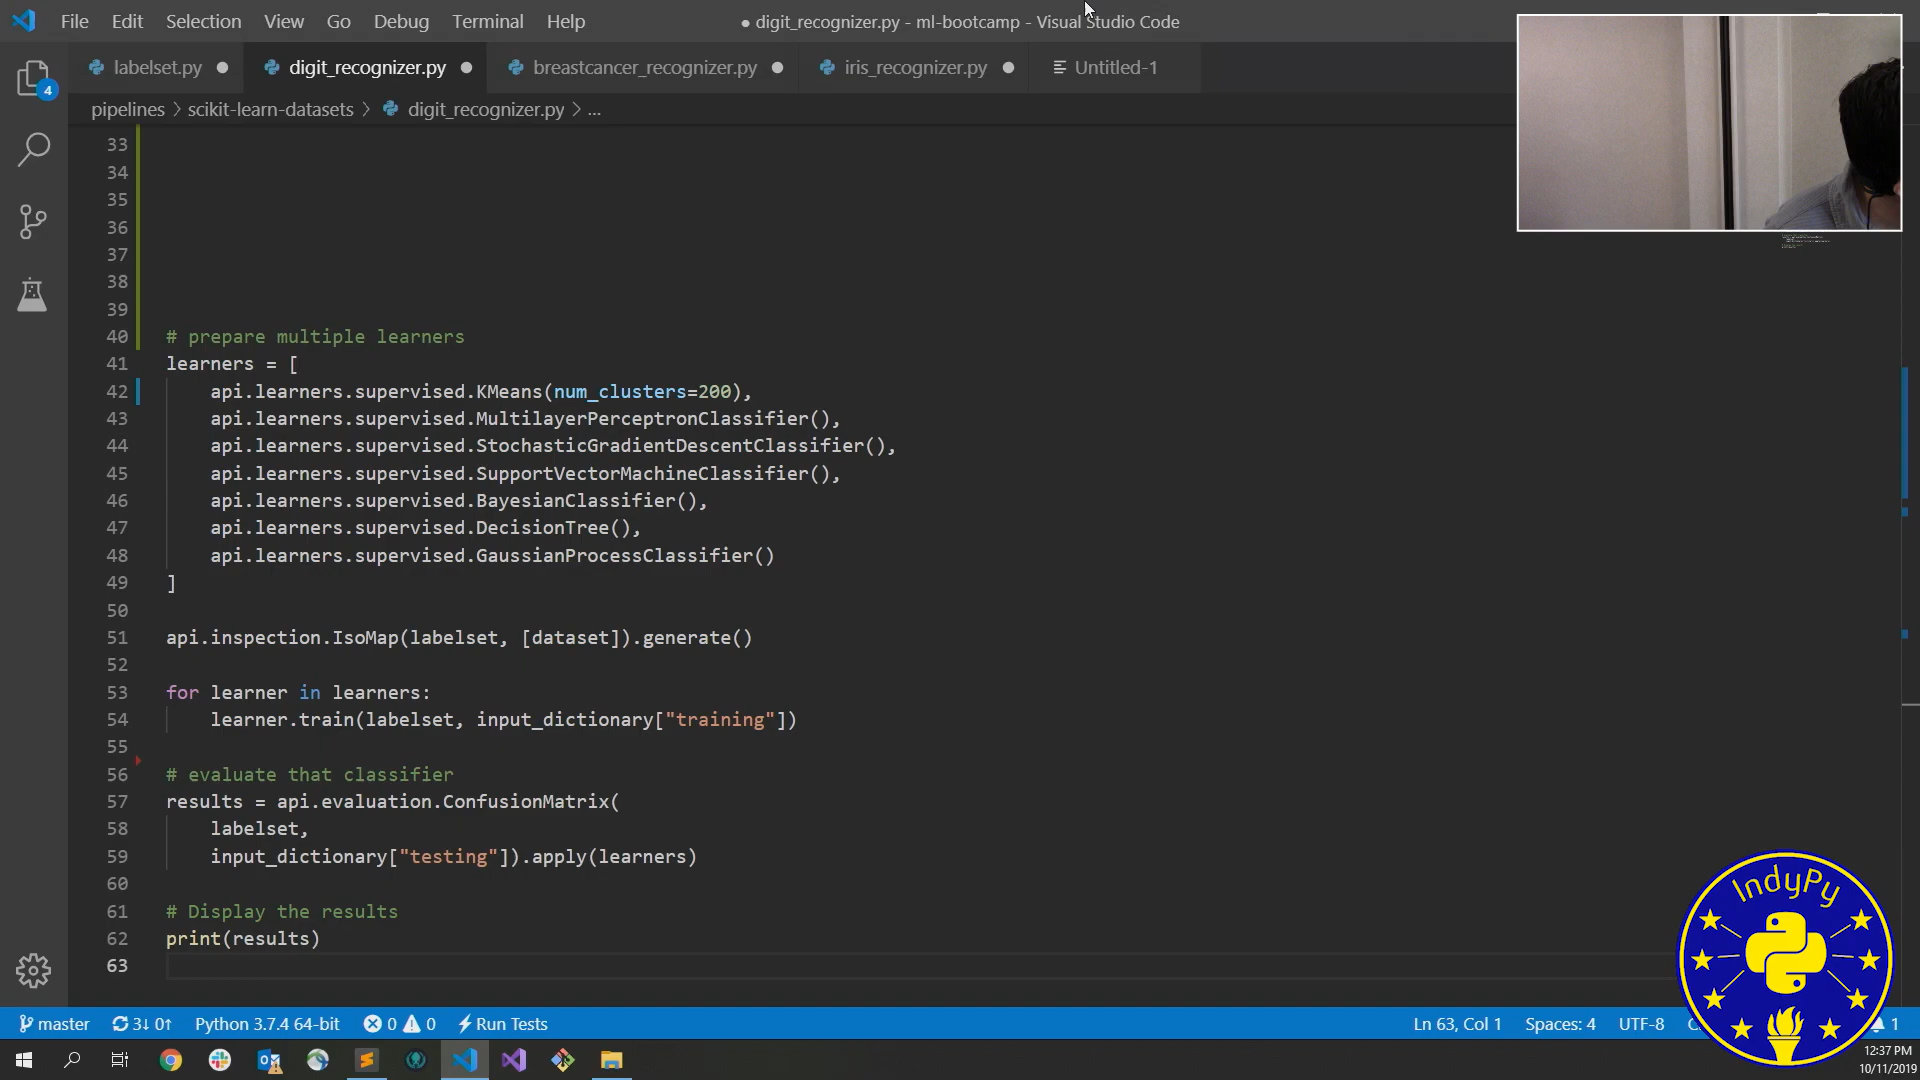 File Edit Selection View Go Debug Terminal Help
● digit_recognizer.py - ml-bootcamp - Visual Studio Code
labelset.py digit_recognizer.py breastcancer_recognizer.py iris_recognizer.py Untitled-1
4
pipelines > scikit-learn-datasets > digit_recognizer.py > ...
33
34
35
36
37
38
39
40 # prepare multiple learners
41 learners = [
42 api.learners.supervised.KMeans(num_clusters=200),
43 api.learners.supervised.MultilayerPerceptronClassifier(),
44 api.learners.supervised.StochasticGradientDescentClassifier(),
45 api.learners.supervised.SupportVectorMachineClassifier(),
46 api.learners.supervised.BayesianClassifier(),
47 api.learners.supervised.DecisionTree(),
48 api.learners.supervised.GaussianProcessClassifier()
49 ]
50
51 api.inspection.IsoMap(labelset, [dataset]).generate()
52
53 for learner in learners:
54 learner.train(labelset, input_dictionary["training"])
55
56 # evaluate that classifier
57 results = api.evaluation.ConfusionMatrix(
58 labelset,
59 input_dictionary["testing"]).apply(learners)
60
61 # Display the results
62 print(results)
63
IndyPy
master 3↓ 0↑ Python 3.7.4 64-bit 0 0 Run Tests Ln 63, Col 1 Spaces: 4 UTF-8 1
12:37 PM
10/11/2019